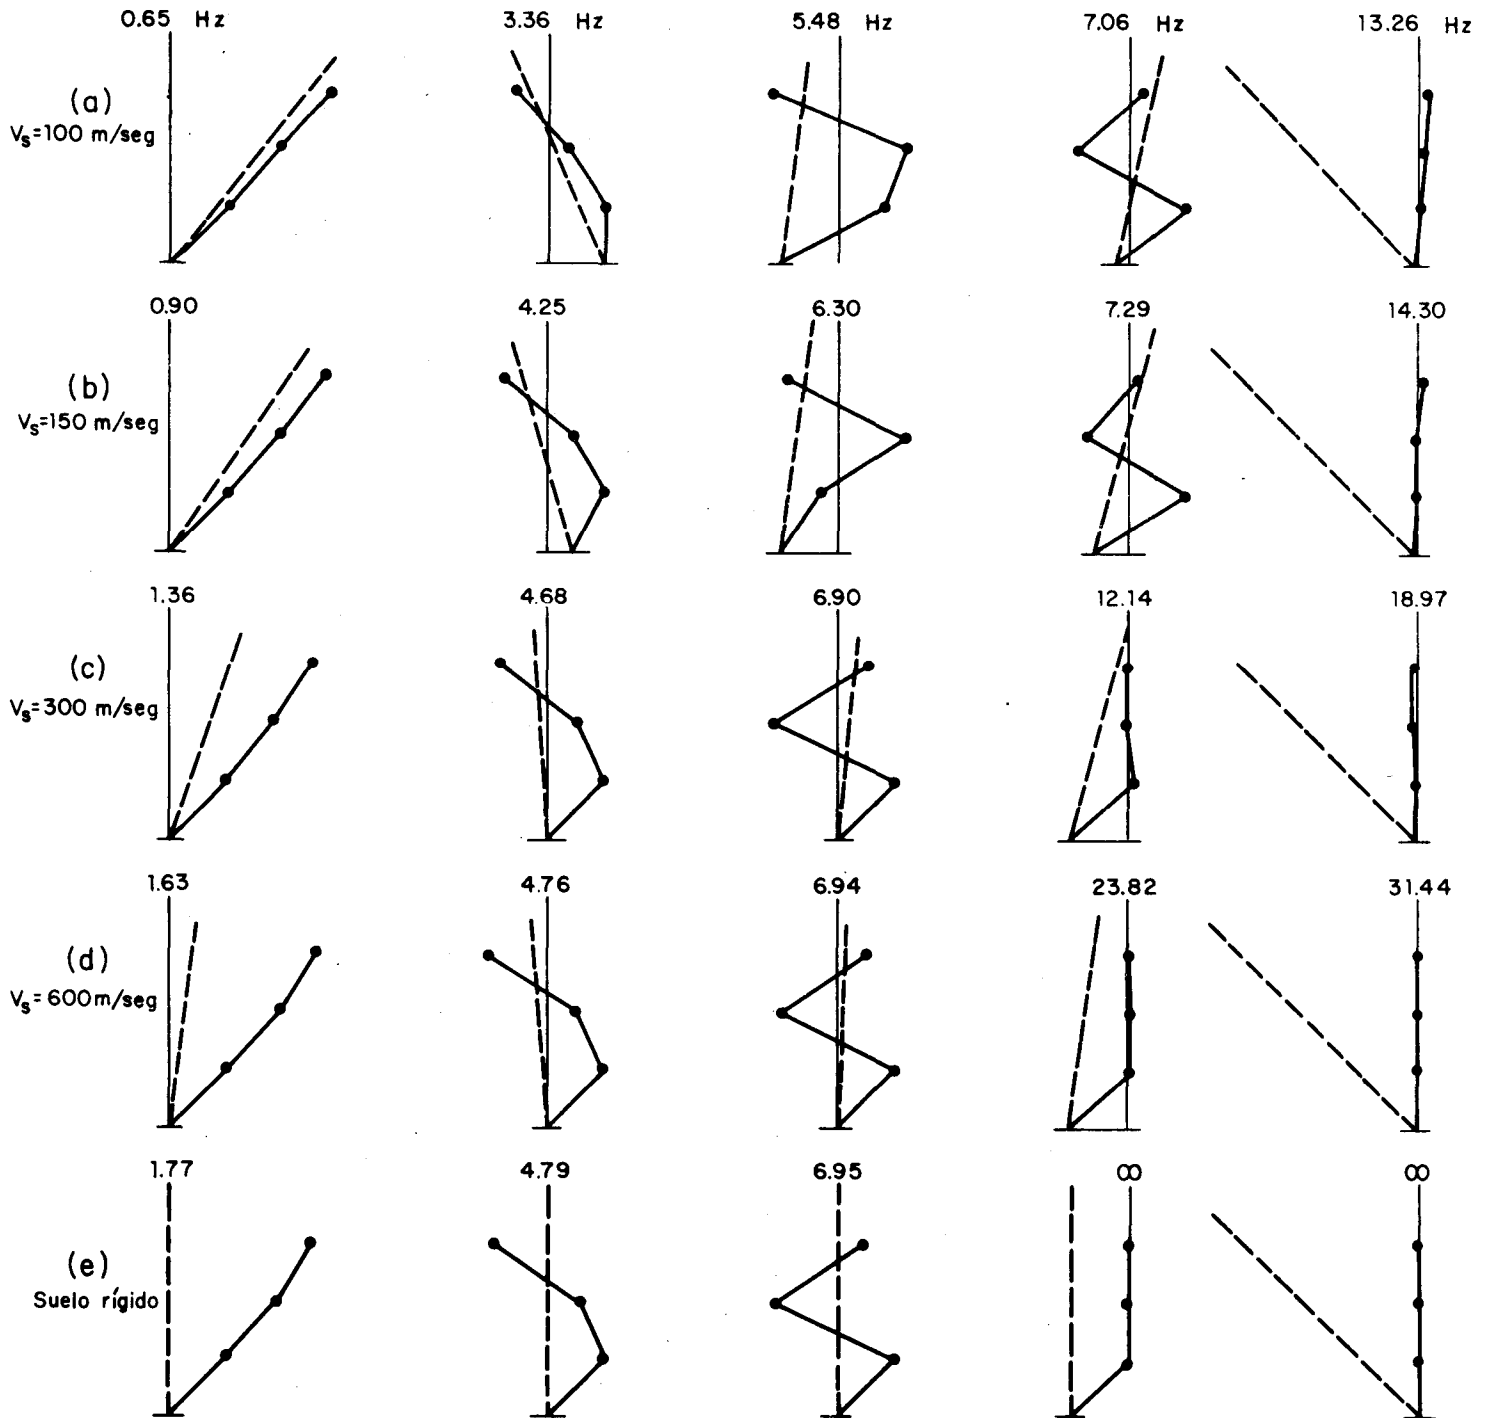 0.65 Hz 3.36 Hz 5.48 Hz 7.06 Hz 13.26 Hz
(a)
Vs=100 m/seg
0.90 4.25 6.30 7.29 14.30
(b)
Vs=150 m/seg
1.36 4.68 6.90 12.14 18.97
(c)
Vs=300 m/seg
1.63 4.76 6.94 23.82 31.44
(d)
Vs=600m/seg
1.77 4.79 6.95 ∞ ∞
(e)
Suelo rígido